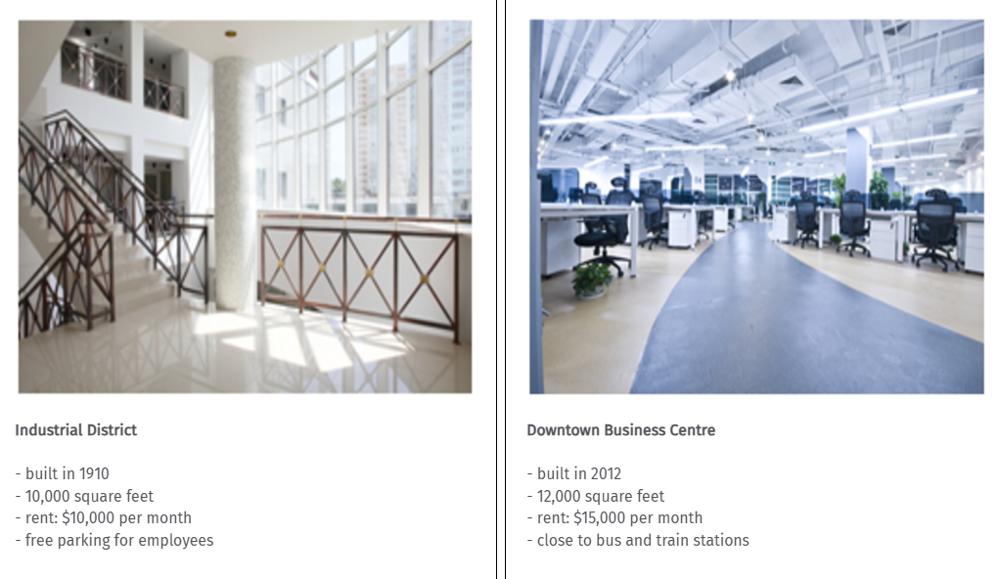 Industrial District
- built in 1910
- 10,000 square feet
- rent: $10,000 per month
- free parking for employees
Downtown Business Centre
- built in 2012
- 12,000 square feet
- rent: $15,000 per month
- close to bus and train stations